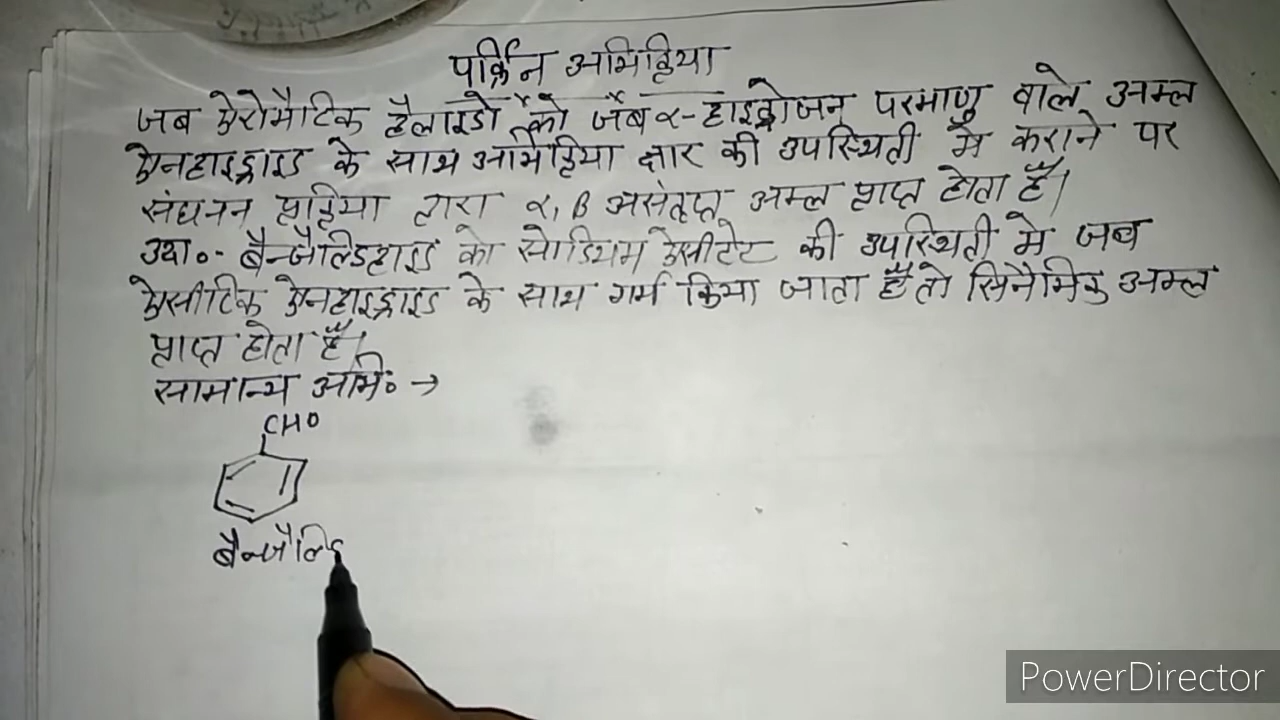 पर्किन अभिक्रिया
जब ऐरोमैटिक हैलाइडो को जब α-हाइड्रोजन परमाणु वाले अम्ल
ऐनहाइड्राइड के साथ अभिक्रिया क्षार की उपस्थिती मे कराने पर
संघनन प्रक्रिया द्वारा α,β असंतृप्त अम्ल प्राप्त होता है।
उदा०- बैन्जैल्डिहाइड को सोडियम ऐसीटेट की उपस्थिती मे जब
ऐसीटिक ऐनहाइड्राइड के साथ गर्म किया जाता है तो सिनैमिक अम्ल
प्राप्त होता है।
सामान्य अभि० →
CHO
बैन्जैल्डि
PowerDirector